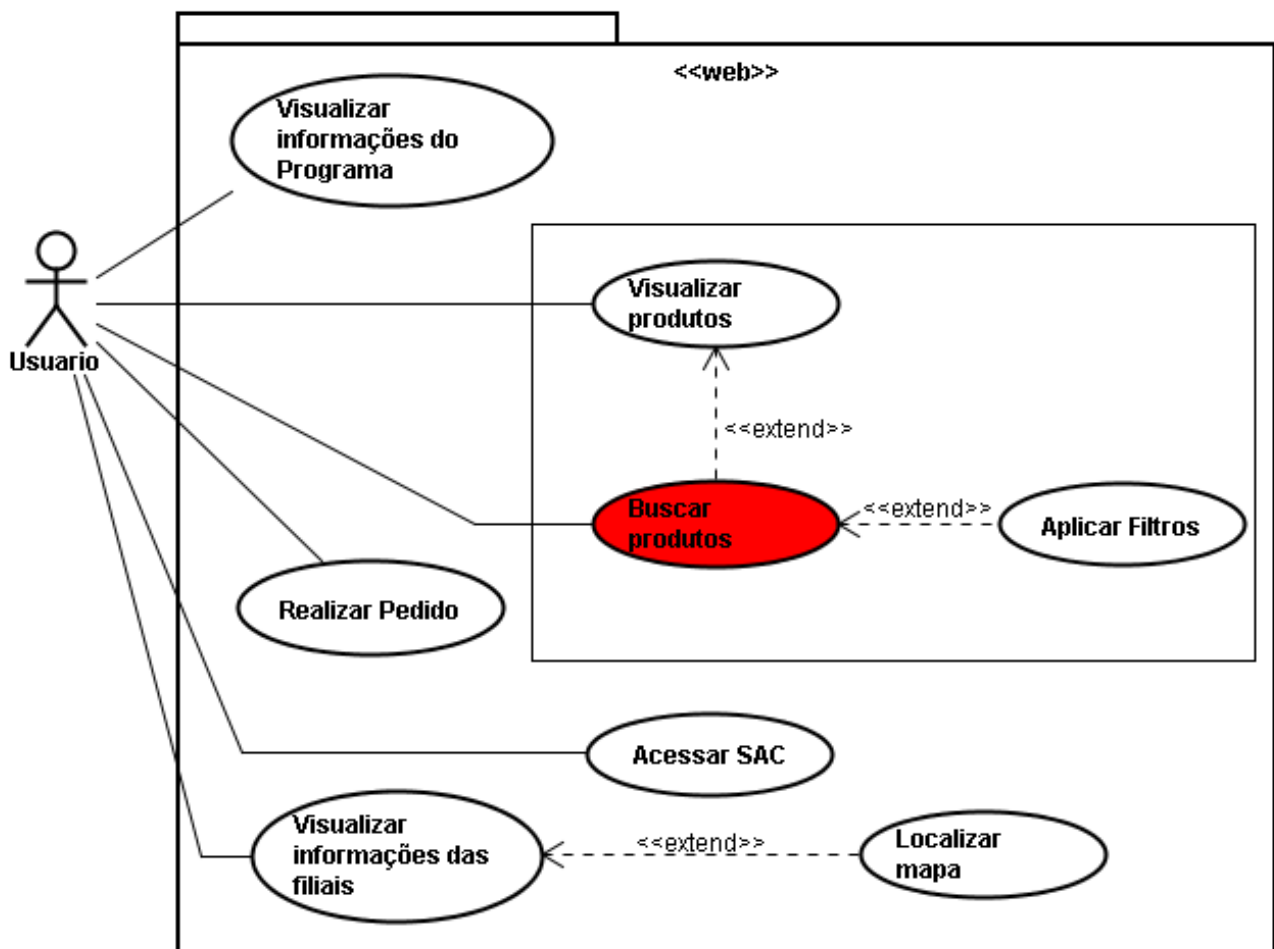 <<web>>
Visualizar
informações do
Programa
Visualizar
produtos
Usuario
<<extend>>
Buscar
produtos
<<extend>>
Aplicar Filtros
Realizar Pedido
Acessar SAC
Visualizar
informações das
filiais
<<extend>>
Localizar
mapa